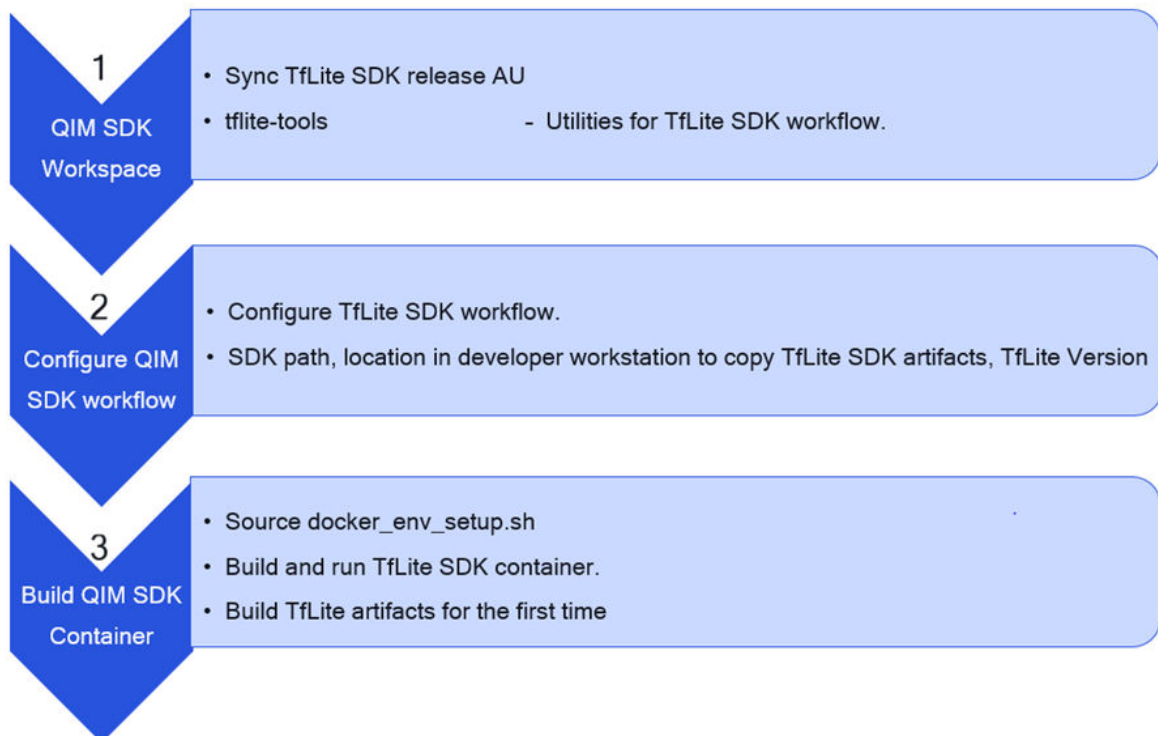 1
QIM SDK
Workspace
• Sync TfLite SDK release AU
• tflite-tools - Utilities for TfLite SDK workflow.
2
Configure QIM
SDK workflow
• Configure TfLite SDK workflow.
• SDK path, location in developer workstation to copy TfLite SDK artifacts, TfLite Version
3
Build QIM SDK
Container
• Source docker_env_setup.sh
• Build and run TfLite SDK container.
• Build TfLite artifacts for the first time